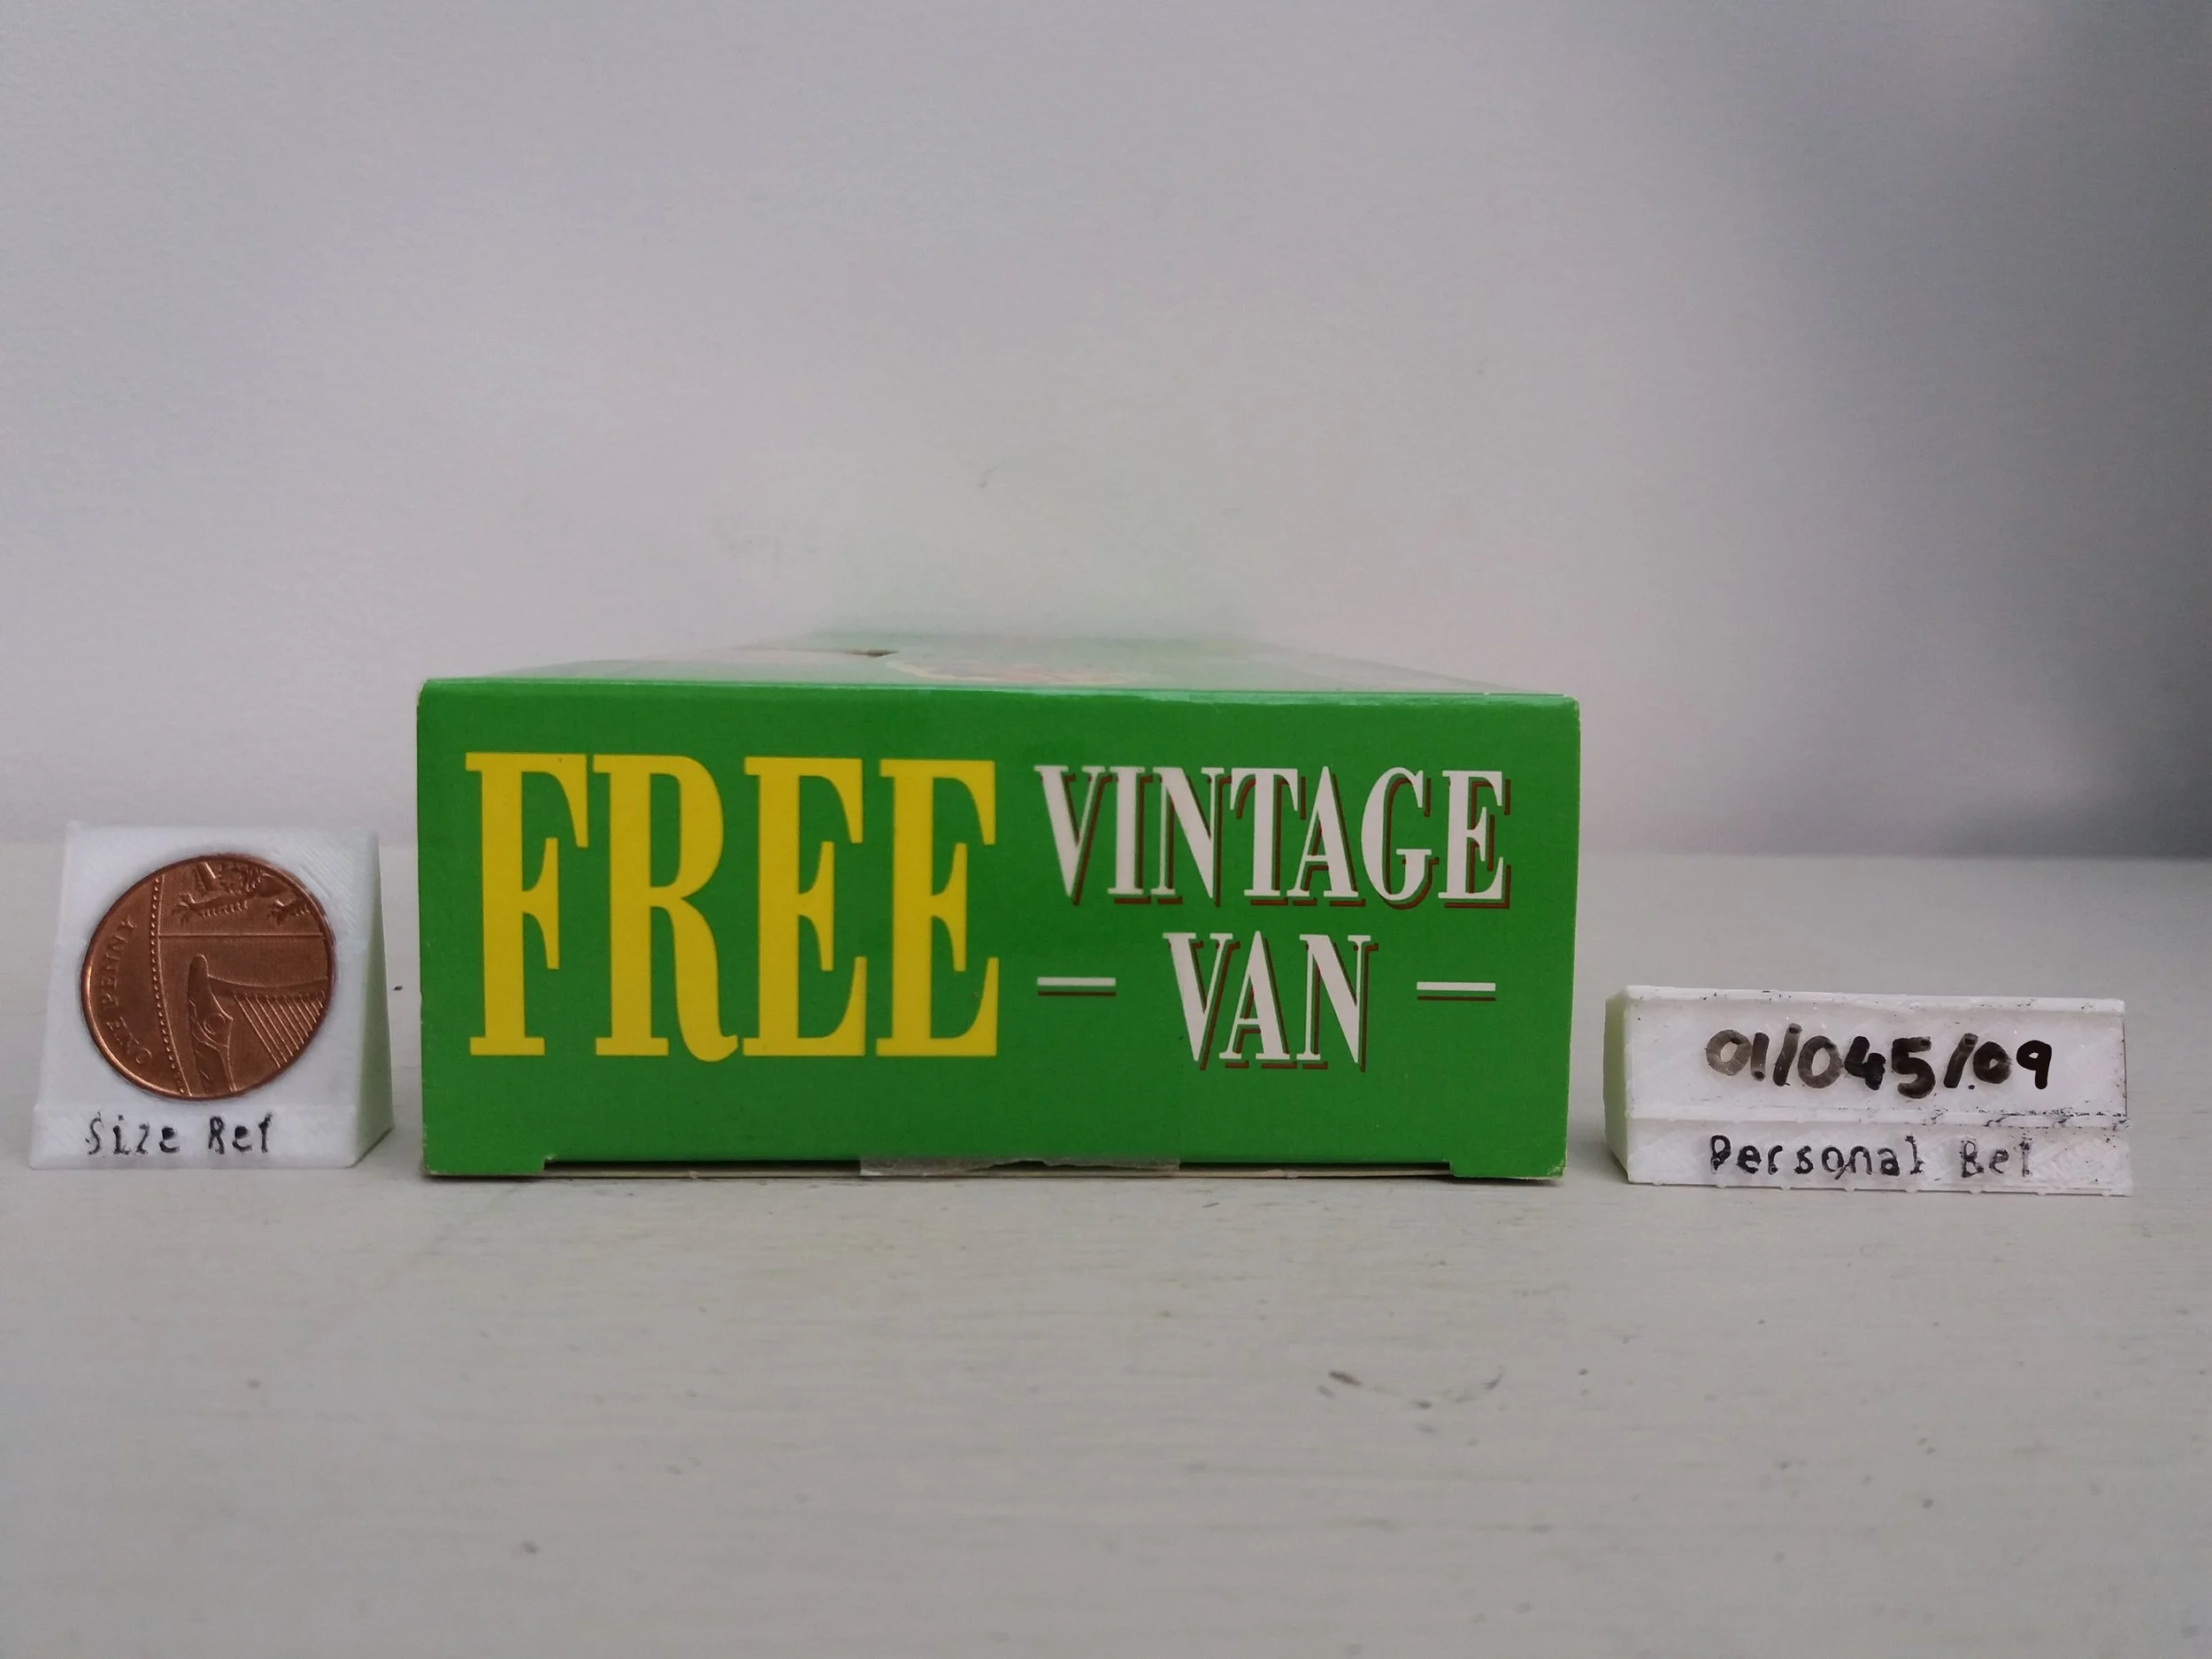 ONE PENNY
Size Ref
FREE
VINTAGE
— VAN —
01/045/09
Personal Ref